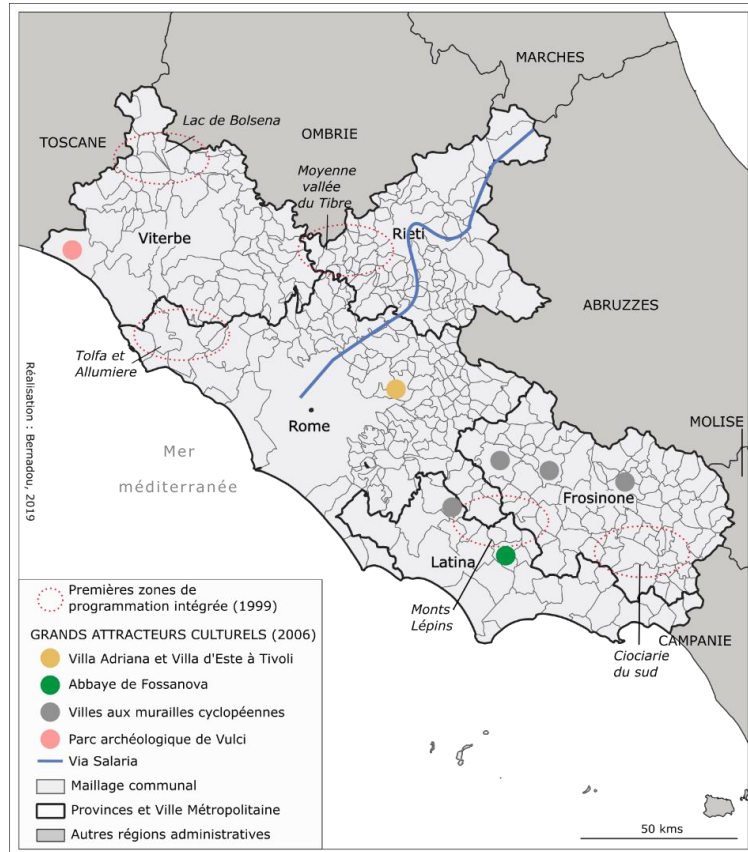 MARCHES
TOSCANE
Lac de Bolsena
OMBRIE
Moyenne
vallée
du Tibre
Viterbe
Rieti
ABRUZZES
Tolfa et
Allumiere
Réalisation : Bernadou, 2019
Rome
MOLISE
Mer
méditerranée
Frosinone
Latina
Monts
Lépins
CAMPANIE
Ciociarie
du sud
Premières zones de
programmation intégrée (1999)
GRANDS ATTRACTEURS CULTURELS (2006)
Villa Adriana et Villa d'Este à Tivoli
Abbaye de Fossanova
Villes aux murailles cyclopéennes
Parc archéologique de Vulci
Via Salaria
Maillage communal
Provinces et Ville Métropolitaine
Autres régions administratives
50 kms